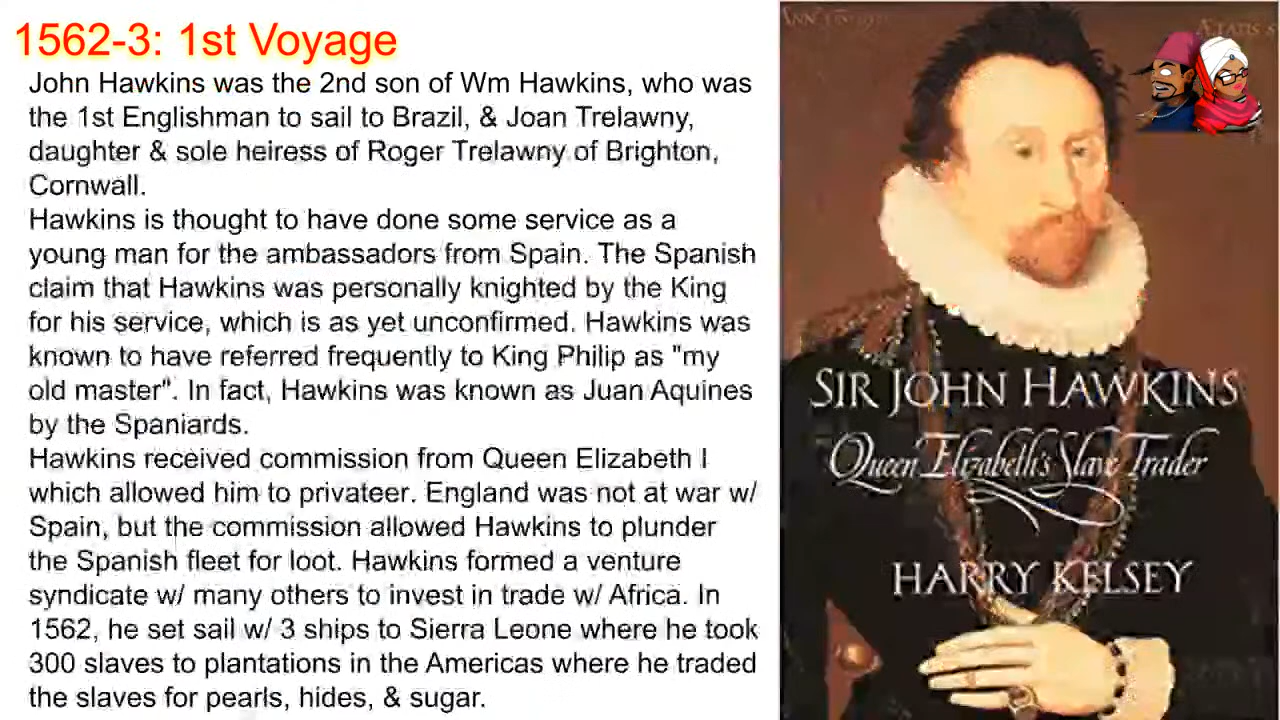 1562-3: 1st Voyage
John Hawkins was the 2nd son of Wm Hawkins, who was
the 1st Englishman to sail to Brazil, & Joan Trelawny,
daughter & sole heiress of Roger Trelawny of Brighton,
Cornwall.
Hawkins is thought to have done some service as a
young man for the ambassadors from Spain. The Spanish
claim that Hawkins was personally knighted by the King
for his service, which is as yet unconfirmed. Hawkins was
known to have referred frequently to King Philip as "my
old master". In fact, Hawkins was known as Juan Aquines
by the Spaniards.
Hawkins received commission from Queen Elizabeth I
which allowed him to privateer. England was not at war w/
Spain, but the commission allowed Hawkins to plunder
the Spanish fleet for loot. Hawkins formed a venture
syndicate w/ many others to invest in trade w/ Africa. In
1562, he set sail w/ 3 ships to Sierra Leone where he took
300 slaves to plantations in the Americas where he traded
the slaves for pearls, hides, & sugar.
SIR JOHN HAWKINS
Queen Elizabeth's Slave Trader
HARRY KELSEY